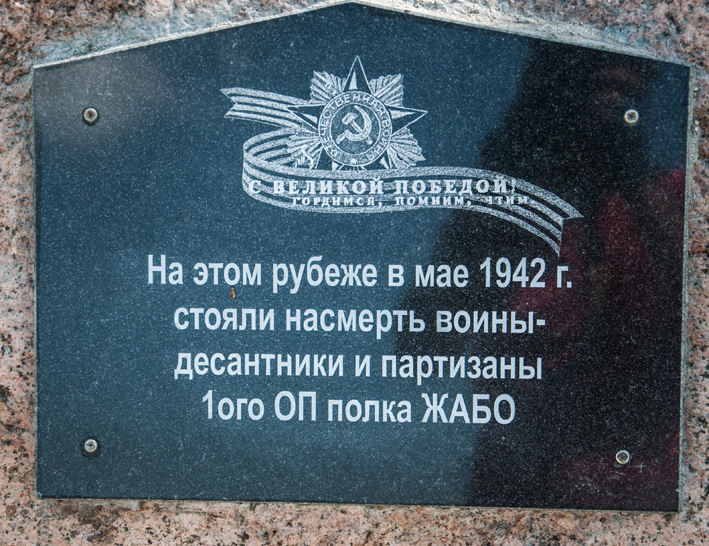 ОТЕЧЕСТВЕННАЯ ВОЙНА
С ВЕЛИКОЙ ПОБЕДОЙ!
ГОРДИМСЯ, ПОМНИМ, ЧТИМ.
На этом рубеже в мае 1942 г.
стояли насмерть воины-
десантники и партизаны
1ого ОП полка ЖАБО